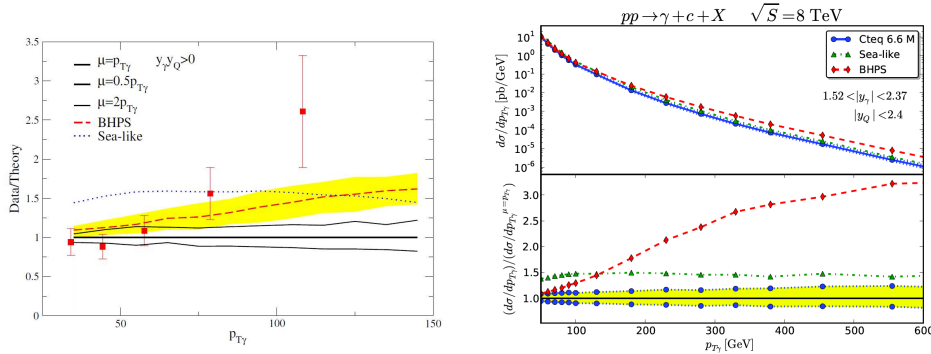 3.5
3
2.5
2
1.5
1
0.5
0
50
100
150
Data/Theory
p_Tγ
μ=p_Tγ y_γy_Q>0
μ=0.5p_Tγ
μ=2p_Tγ
BHPS
Sea-like
pp→γ+c+X √S=8 TeV
10^1
10^0
10^-1
10^-2
10^-3
10^-4
10^-5
10^-6
dσ/dp_Tγ [pb/GeV]
Cteq 6.6 M
Sea-like
BHPS
1.52<|y_γ|<2.37
|y_Q|<2.4
3.0
2.5
2.0
1.5
1.0
(dσ/dp_Tγ)/(dσ/dp_Tγ^μ=p_Tγ)
100
200
300
400
500
600
p_Tγ [GeV]